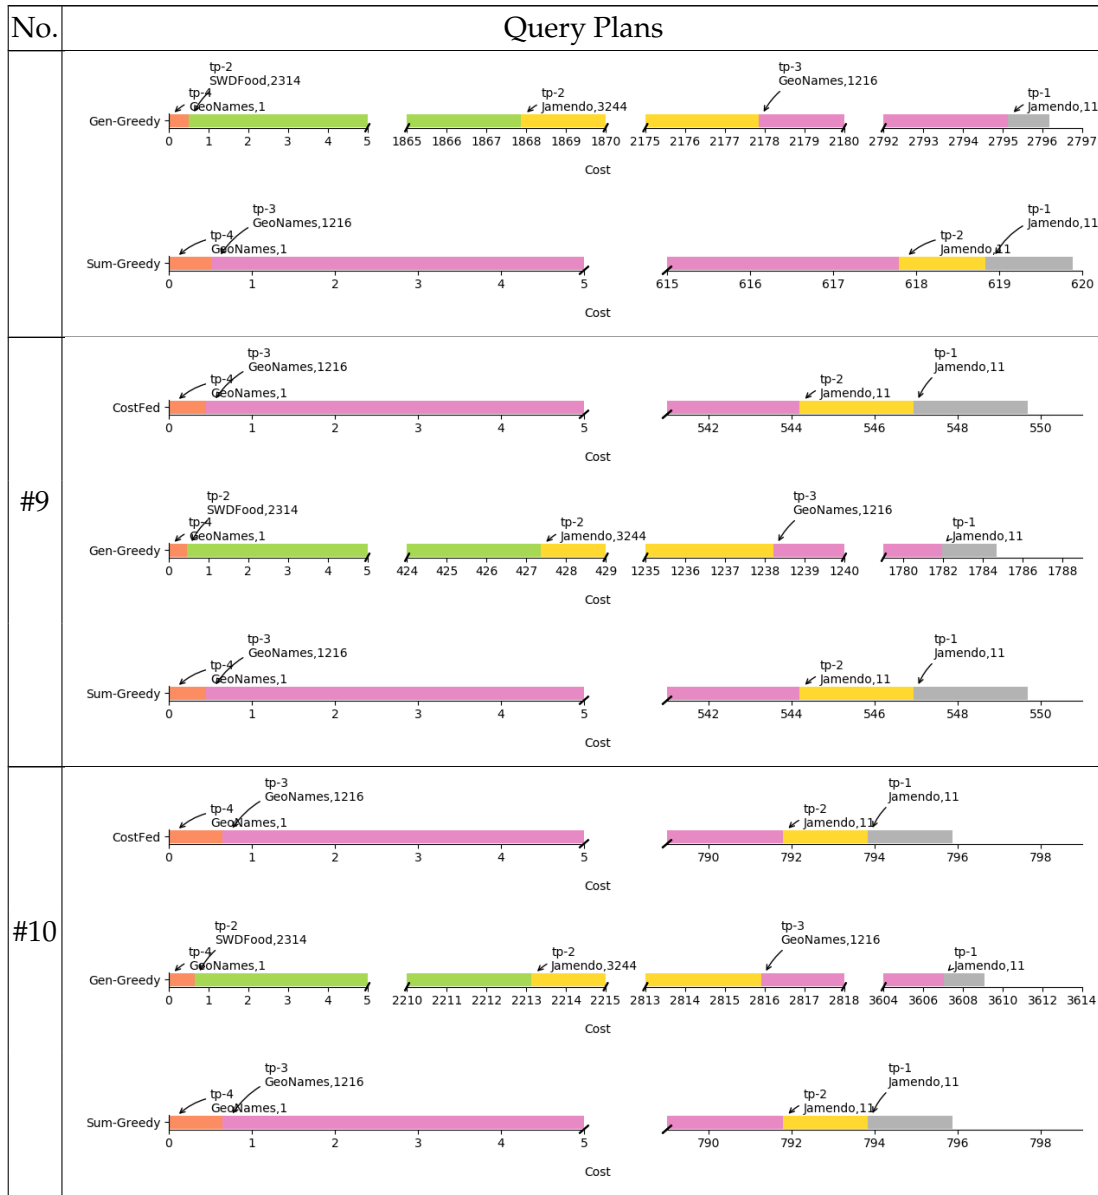 No.
Query Plans
tp-2
SWDFood,2314
tp-4
GeoNames,1
tp-2
Jamendo,3244
tp-3
GeoNames,1216
tp-1
Jamendo,11
Gen-Greedy
0 1 2 3 4 5 1865 1866 1867 1868 1869 1870 2175 2176 2177 2178 2179 2180 2792 2793 2794 2795 2796 2797
Cost
tp-3
GeoNames,1216
tp-4
GeoNames,1
tp-2
Jamendo,11
tp-1
Jamendo,11
Sum-Greedy
0 1 2 3 4 5 615 616 617 618 619 620
Cost
#9
tp-3
GeoNames,1216
tp-4
GeoNames,1
tp-2
Jamendo,11
tp-1
Jamendo,11
CostFed
0 1 2 3 4 5 542 544 546 548 550
Cost
tp-2
SWDFood,2314
tp-4
GeoNames,1
tp-2
Jamendo,3244
tp-3
GeoNames,1216
tp-1
Jamendo,11
Gen-Greedy
0 1 2 3 4 5 424 425 426 427 428 429 1235 1236 1237 1238 1239 1240 1780 1782 1784 1786 1788
Cost
tp-3
GeoNames,1216
tp-4
GeoNames,1
tp-2
Jamendo,11
tp-1
Jamendo,11
Sum-Greedy
0 1 2 3 4 5 542 544 546 548 550
Cost
#10
tp-3
GeoNames,1216
tp-4
GeoNames,1
tp-2
Jamendo,11
tp-1
Jamendo,11
CostFed
0 1 2 3 4 5 790 792 794 796 798
Cost
tp-2
SWDFood,2314
tp-4
GeoNames,1
tp-2
Jamendo,3244
tp-3
GeoNames,1216
tp-1
Jamendo,11
Gen-Greedy
0 1 2 3 4 5 2210 2211 2212 2213 2214 2215 2813 2814 2815 2816 2817 2818 3604 3606 3608 3610 3612 3614
Cost
tp-3
GeoNames,1216
tp-4
GeoNames,1
tp-2
Jamendo,11
tp-1
Jamendo,11
Sum-Greedy
0 1 2 3 4 5 790 792 794 796 798
Cost